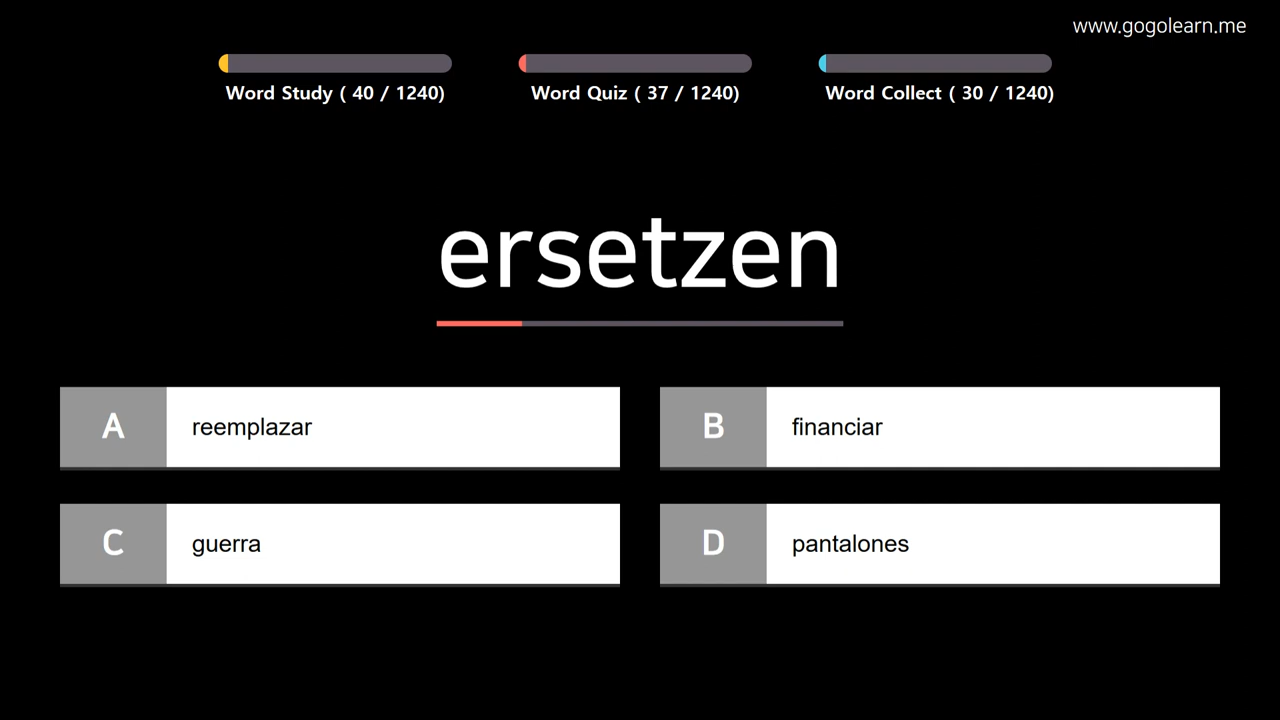 www.gogolearn.me
Word Study ( 40 / 1240)
Word Quiz ( 37 / 1240)
Word Collect ( 30 / 1240)
ersetzen
A reemplazar
B financiar
C guerra
D pantalones